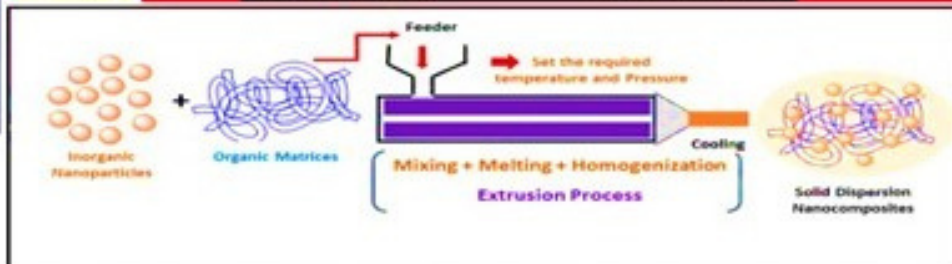 Feeder
Set the required
temperature and Pressure
+
Inorganic
Nanoparticles
Organic Matrices
Cooling
Mixing + Melting + Homogenization
Extrusion Process
Solid Dispersion
Nanocomposites